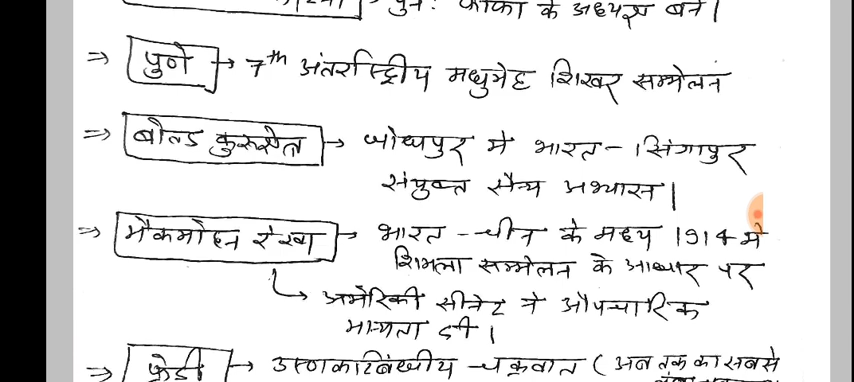 पुन: फीफा के अध्यक्ष बने।
⇒ पुणे → 7th अंतर्राष्ट्रीय मधुमेह शिखर सम्मेलन
⇒ बोल्ड कुरुक्षेत्र → जोधपुर मे भारत - सिंगापुर
संयुक्त सैन्य अभ्यास।
⇒ मैकमोहन रेखा → भारत - चीन के मध्य 1914 मे
शिमला सम्मेलन के आधार पर
↳ अमेरिकी सीनेट ने औपचारिक
मान्यता दी।
⇒ फ्रेडी → उष्णकटिबंधीय चक्रवात (अब तक का सबसे